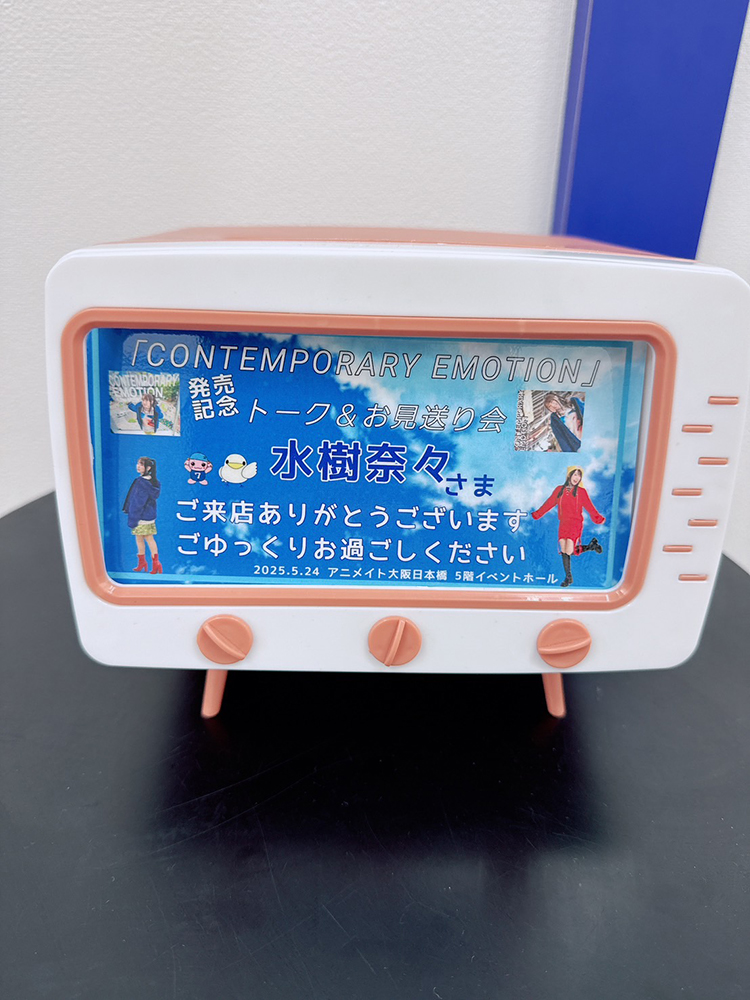 「CONTEMPORARY EMOTION」
CONTEMPORARY
EMOTION
発売
記念
トーク&お見送り会
水樹奈々さま
ご来店ありがとうございます
ごゆっくりお過ごしください
2025.5.24 アニメイト大阪日本橋 5階イベントホール